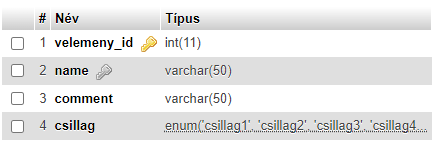 # Név Típus
1 velemeny_id int(11)
2 name varchar(50)
3 comment varchar(50)
4 csillag enum('csillag1', 'csillag2', 'csillag3', 'csillag4...